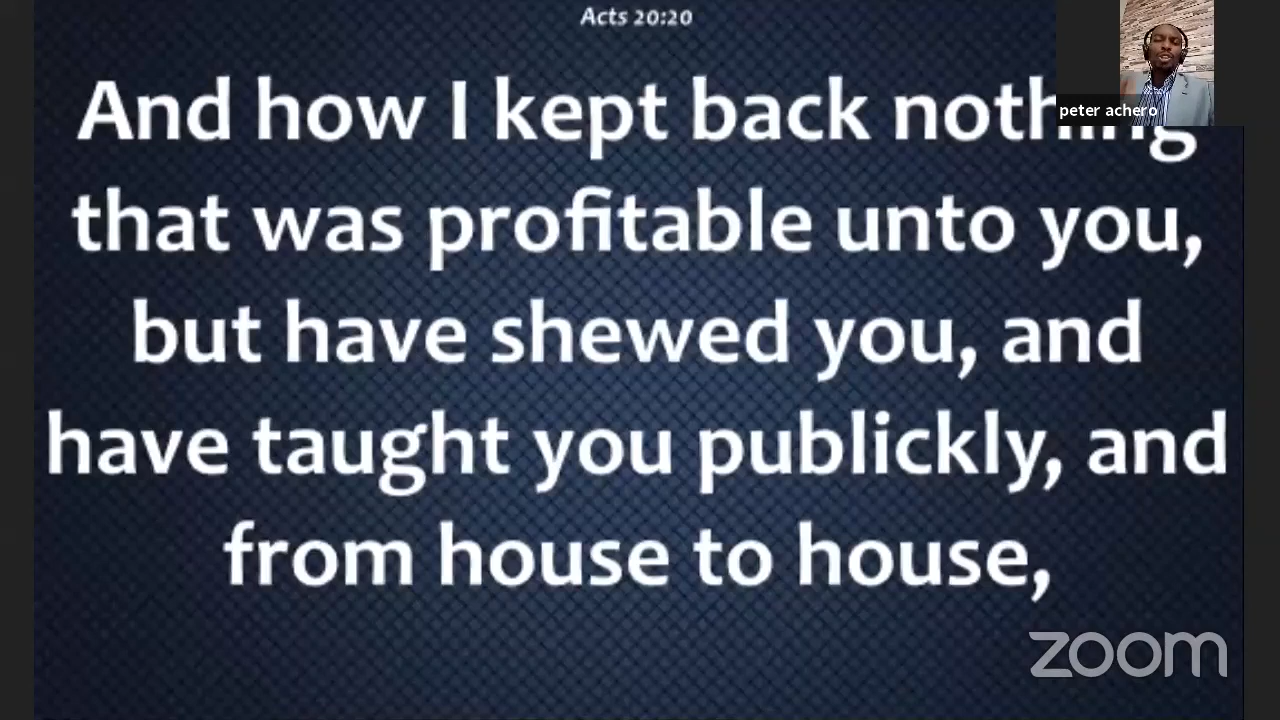 Acts 20:20
And how I kept back nothing
that was profitable unto you,
but have shewed you, and
have taught you publickly, and
from house to house,
peter achero
zoom